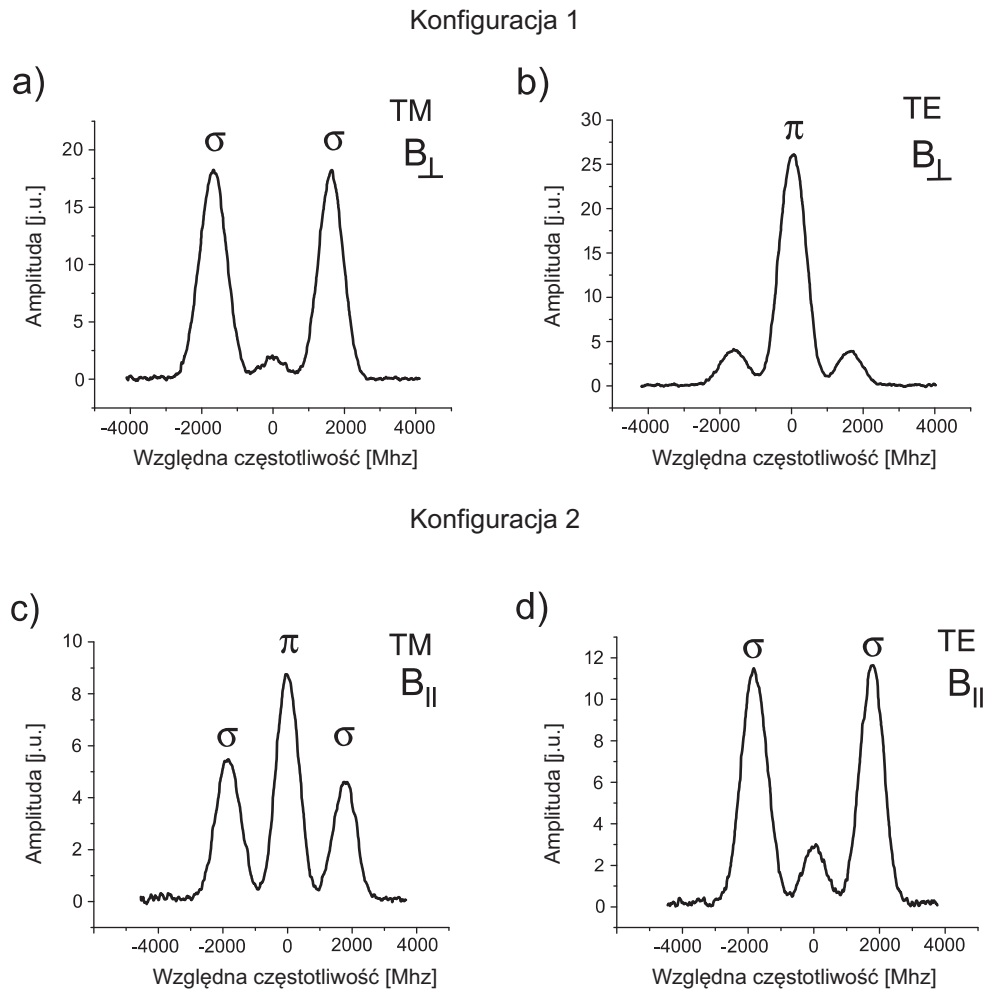 Konfiguracja 1
a)
TM
B⊥
σ
σ
20
15
10
5
0
Amplituda [j.u.]
-4000
-2000
0
2000
4000
Względna częstotliwość [Mhz]
b)
TE
B⊥
π
30
25
20
15
10
5
0
Amplituda [j.u.]
-4000
-2000
0
2000
4000
Względna częstotliwość [Mhz]
Konfiguracja 2
c)
TM
B||
π
σ
σ
10
8
6
4
2
0
Amplituda [j.u.]
-4000
-2000
0
2000
4000
Względna częstotliwość [Mhz]
d)
TE
B||
σ
σ
12
10
8
6
4
2
0
Amplituda [j.u.]
-4000
-2000
0
2000
4000
Względna częstotliwość [Mhz]